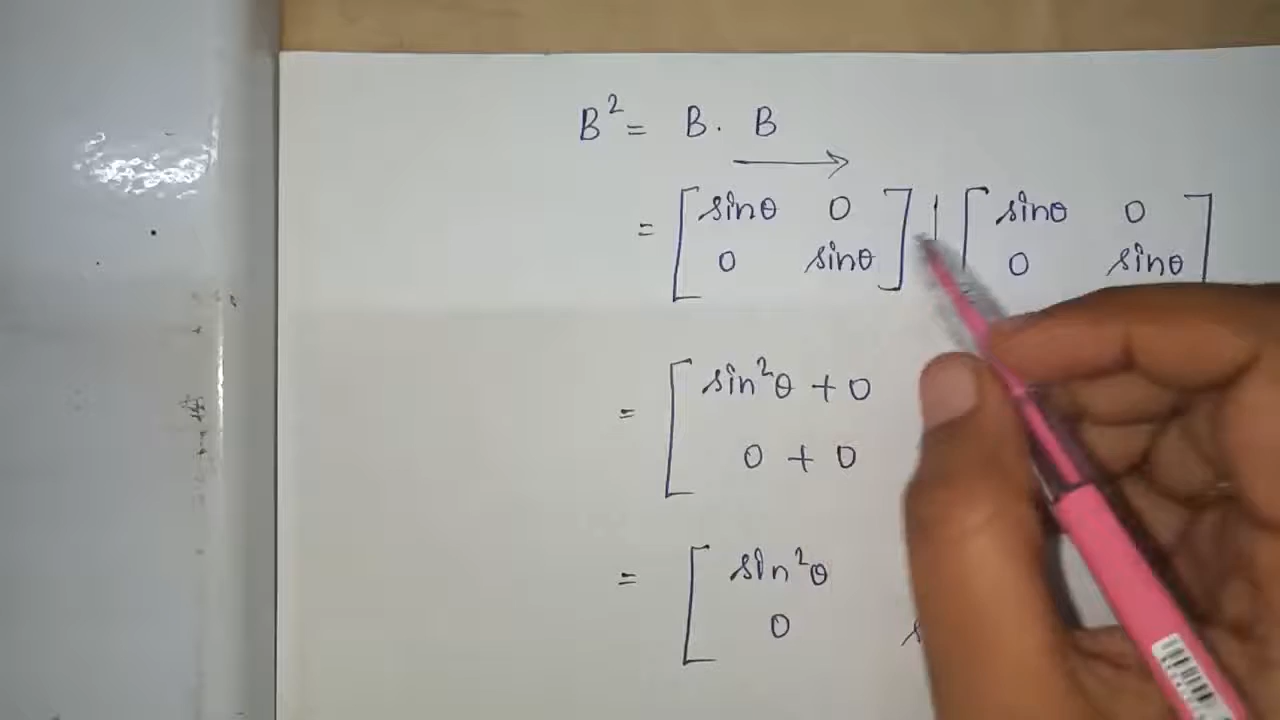 B² = B. B
= [sinθ 0] [sinθ 0]
[0 sinθ] [0 sinθ]
= [sin²θ + 0
0 + 0
= [sin²θ
0